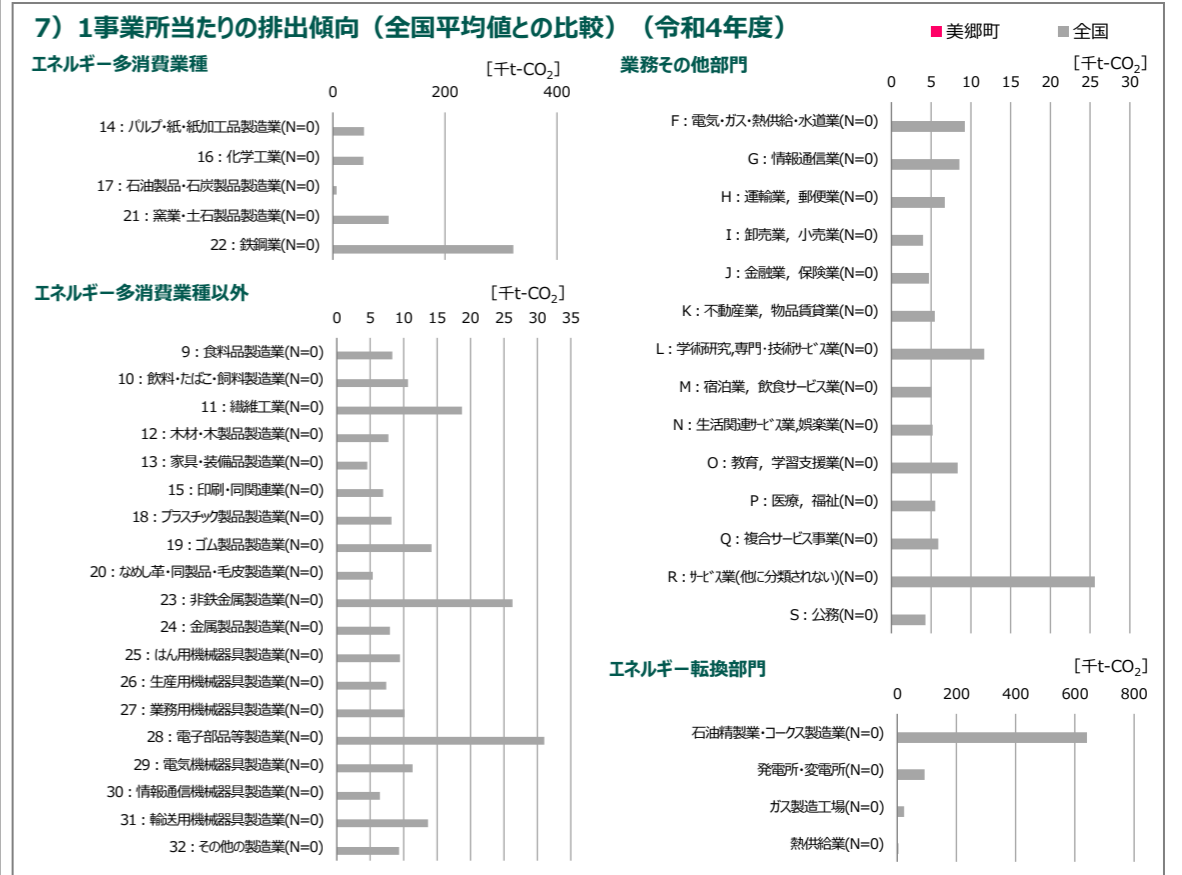 7）1事業所当たりの排出傾向（全国平均値との比較）（令和4年度）
■美郷町 ■全国
エネルギー多消費業種
[千t-CO2]
0 200 400
14：パルプ・紙・紙加工品製造業(N=0)
16：化学工業(N=0)
17：石油製品・石炭製品製造業(N=0)
21：窯業・土石製品製造業(N=0)
22：鉄鋼業(N=0)
エネルギー多消費業種以外
[千t-CO2]
0 5 10 15 20 25 30 35
9：食料品製造業(N=0)
10：飲料・たばこ・飼料製造業(N=0)
11：繊維工業(N=0)
12：木材・木製品製造業(N=0)
13：家具・装備品製造業(N=0)
15：印刷・同関連業(N=0)
18：プラスチック製品製造業(N=0)
19：ゴム製品製造業(N=0)
20：なめし革・同製品・毛皮製造業(N=0)
23：非鉄金属製造業(N=0)
24：金属製品製造業(N=0)
25：はん用機械器具製造業(N=0)
26：生産用機械器具製造業(N=0)
27：業務用機械器具製造業(N=0)
28：電子部品等製造業(N=0)
29：電気機械器具製造業(N=0)
30：情報通信機械器具製造業(N=0)
31：輸送用機械器具製造業(N=0)
32：その他の製造業(N=0)
業務その他部門
[千t-CO2]
0 5 10 15 20 25 30
F：電気・ガス・熱供給・水道業(N=0)
G：情報通信業(N=0)
H：運輸業，郵便業(N=0)
I：卸売業，小売業(N=0)
J：金融業，保険業(N=0)
K：不動産業，物品賃貸業(N=0)
L：学術研究,専門・技術ｻｰﾋﾞｽ業(N=0)
M：宿泊業，飲食サービス業(N=0)
N：生活関連ｻｰﾋﾞｽ業,娯楽業(N=0)
O：教育，学習支援業(N=0)
P：医療，福祉(N=0)
Q：複合サービス事業(N=0)
R：ｻｰﾋﾞｽ業(他に分類されない)(N=0)
S：公務(N=0)
エネルギー転換部門
[千t-CO2]
0 200 400 600 800
石油精製業・コークス製造業(N=0)
発電所・変電所(N=0)
ガス製造工場(N=0)
熱供給業(N=0)